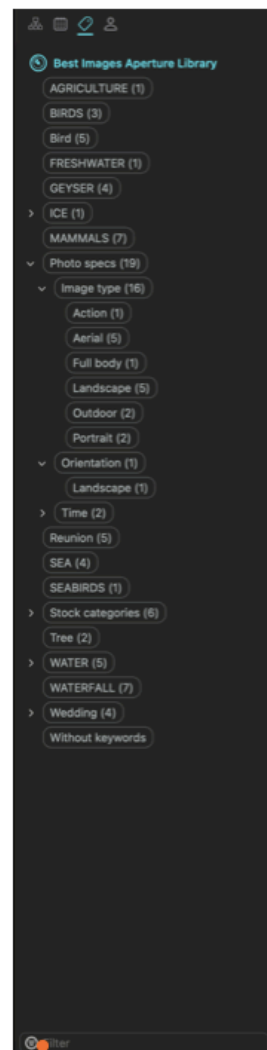 Best Images Aperture Library
AGRICULTURE (1)
BIRDS (3)
Bird (5)
FRESHWATER (1)
GEYSER (4)
ICE (1)
MAMMALS (7)
Photo specs (19)
Image type (16)
Action (1)
Aerial (5)
Full body (1)
Landscape (5)
Outdoor (2)
Portrait (2)
Orientation (1)
Landscape (1)
Time (2)
Reunion (5)
SEA (4)
SEABIRDS (1)
Stock categories (6)
Tree (2)
WATER (5)
WATERFALL (7)
Wedding (4)
Without keywords
Filter